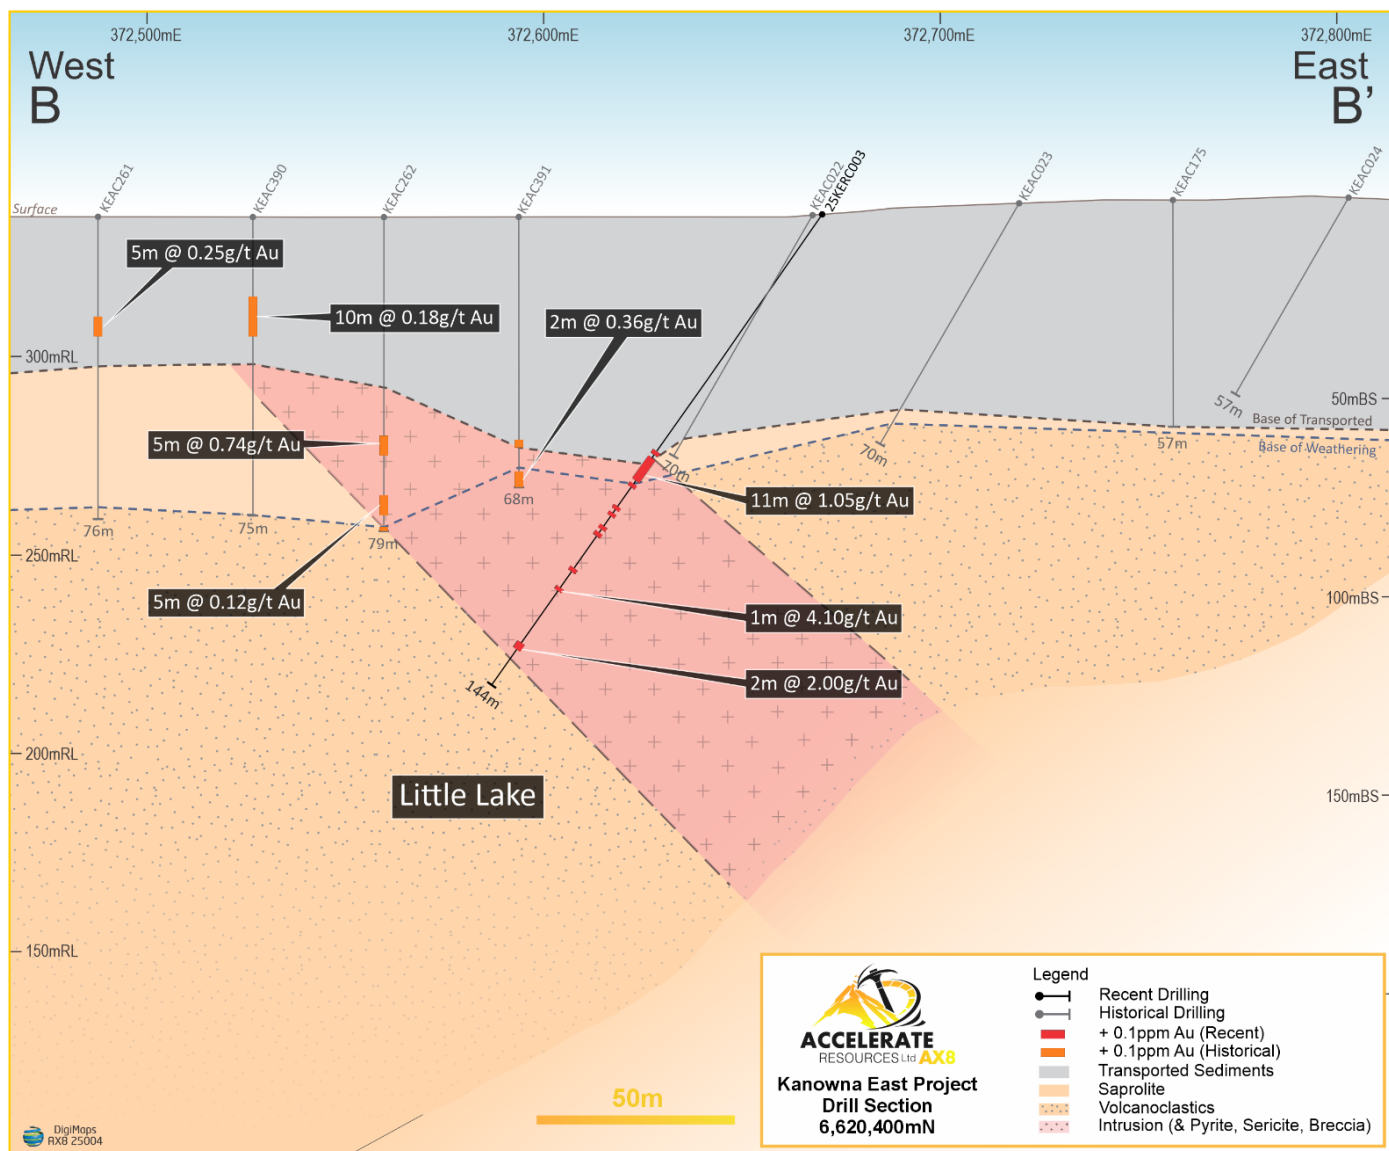 372,500mE
372,600mE
372,700mE
372,800mE
West
B
East
B'
KEAC261
KEAC390
KEAC262
KEAC391
KEAC022
25KERC003
KEAC023
KEAC175
KEAC024
Surface
5m @ 0.25g/t Au
10m @ 0.18g/t Au
2m @ 0.36g/t Au
300mRL
50mBS
57m
Base of Transported
5m @ 0.74g/t Au
57m
Base of Weathering
70m
70m
68m
11m @ 1.05g/t Au
76m
75m
79m
250mRL
5m @ 0.12g/t Au
100mBS
1m @ 4.10g/t Au
2m @ 2.00g/t Au
144m
200mRL
Little Lake
150mBS
150mRL
50m
DigiMaps
AX8 25004
ACCELERATE
RESOURCES Ltd AX8
Kanowna East Project
Drill Section
6,620,400mN
Legend
Recent Drilling
Historical Drilling
+ 0.1ppm Au (Recent)
+ 0.1ppm Au (Historical)
Transported Sediments
Saprolite
Volcanoclastics
Intrusion (& Pyrite, Sericite, Breccia)